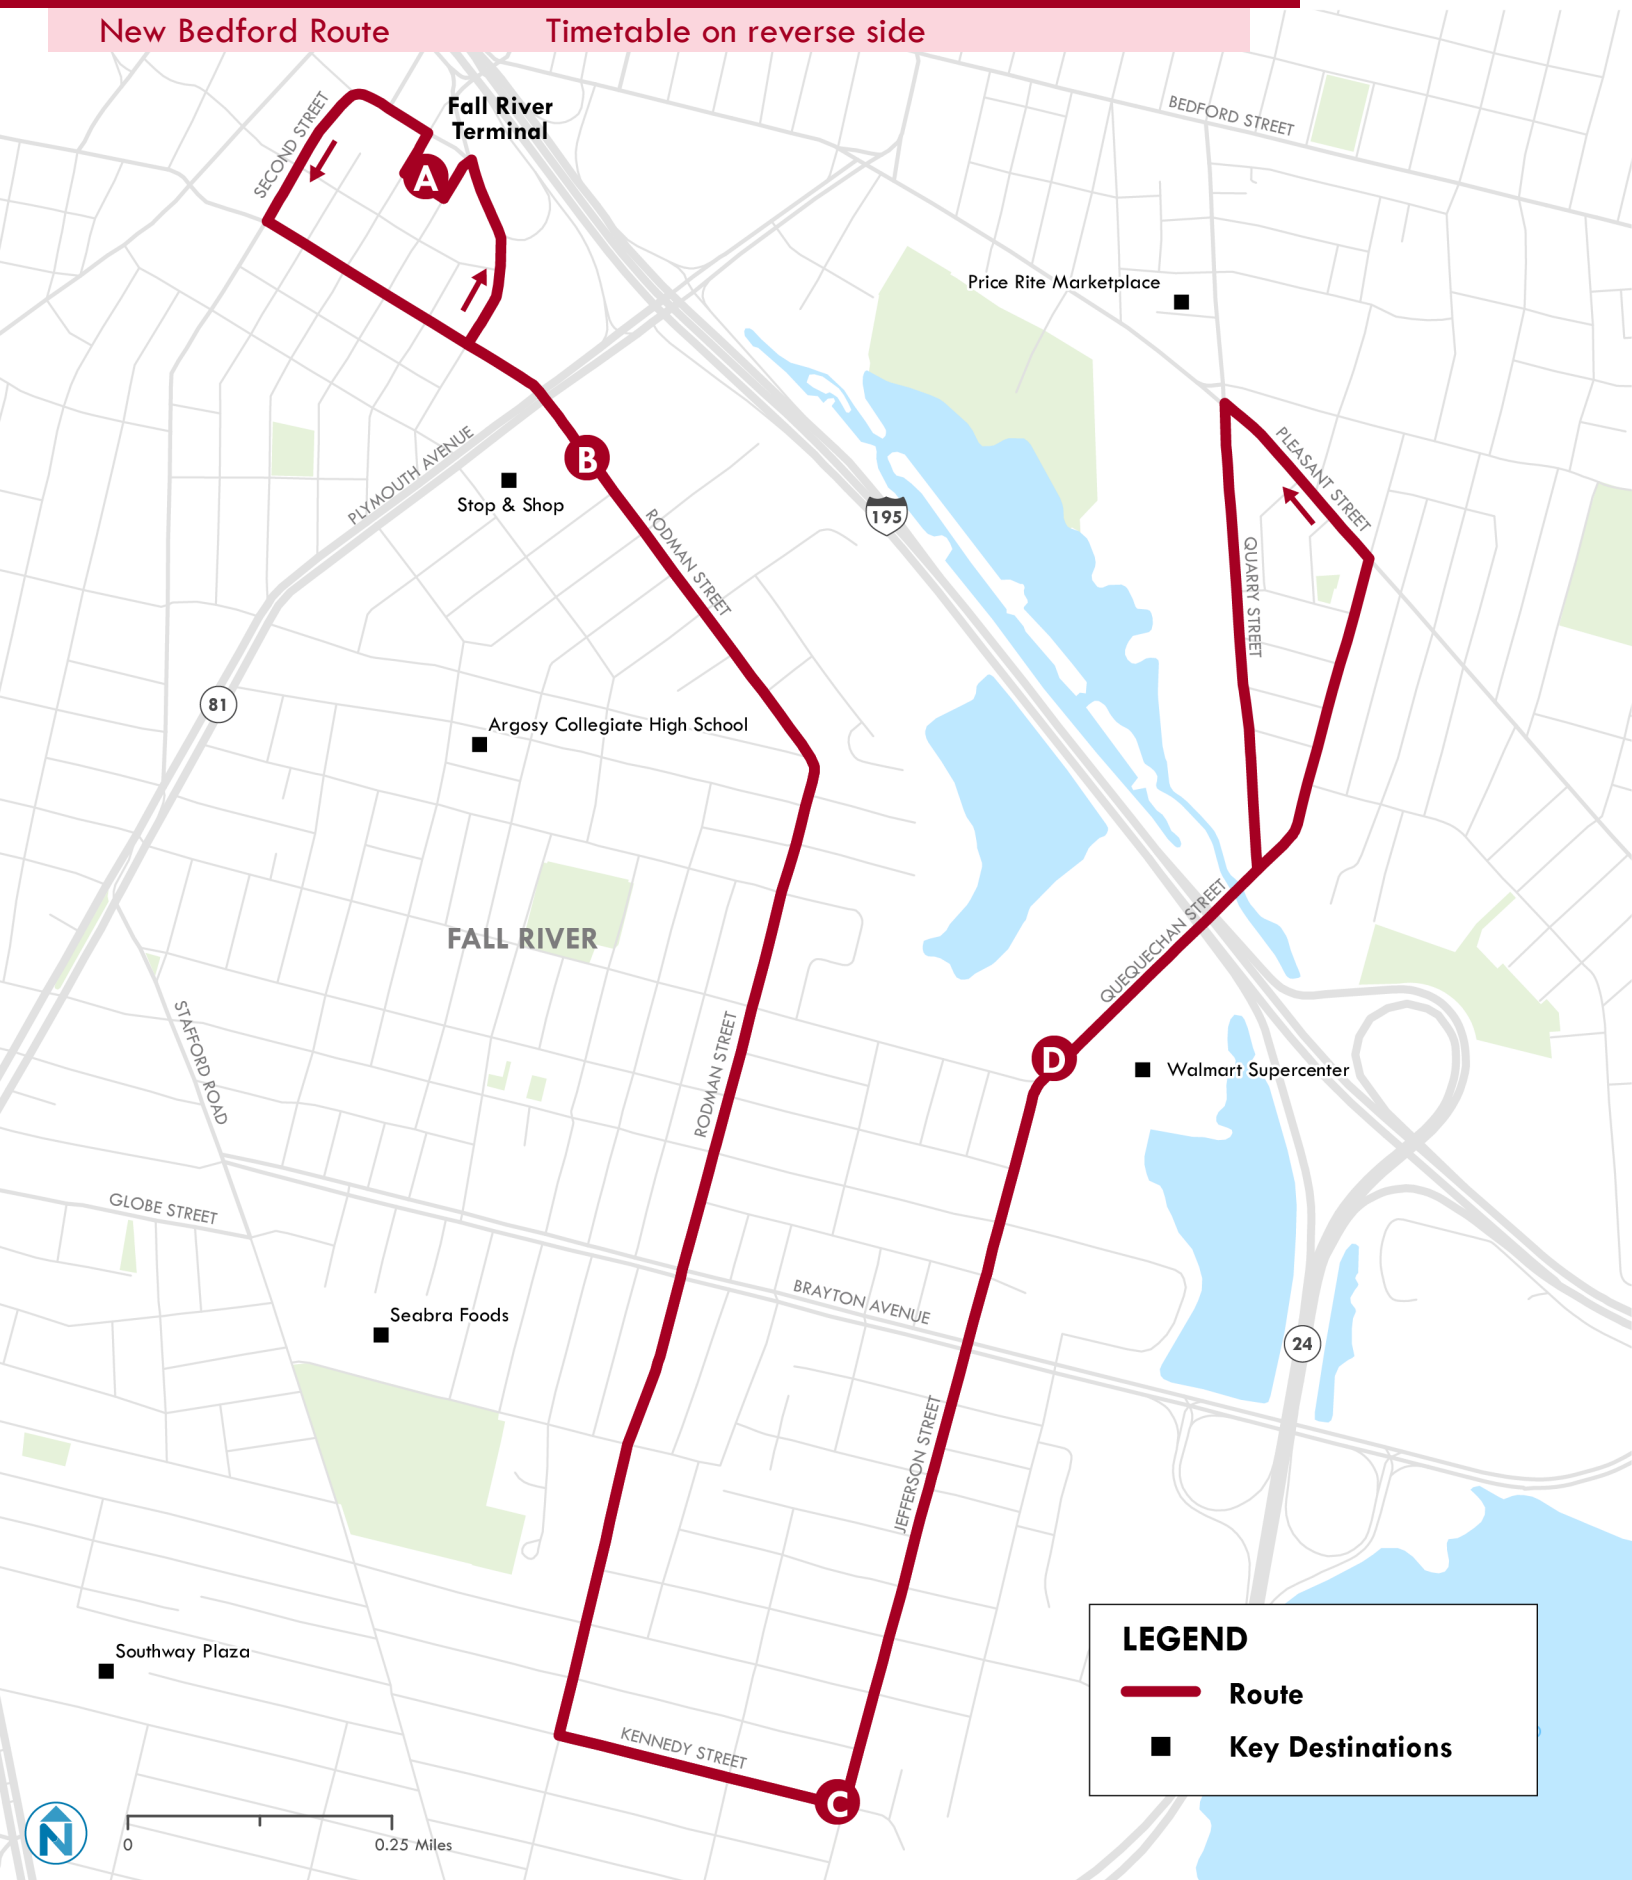 New Bedford Route
Timetable on reverse side
BEDFORD STREET
SECOND STREET
Fall River
Terminal
A
Price Rite Marketplace
PLYMOUTH AVENUE
B
Stop & Shop
PLEASANT STREET
195
RODMAN STREET
QUARRY STREET
81
Argosy Collegiate High School
QUEQUECHAN STREET
FALL RIVER
STAFFORD ROAD
RODMAN STREET
D
Walmart Supercenter
GLOBE STREET
BRAYTON AVENUE
Seabra Foods
24
JEFFERSON STREET
Southway Plaza
LEGEND
Route
Key Destinations
KENNEDY STREET
C
N
0
0.25 Miles